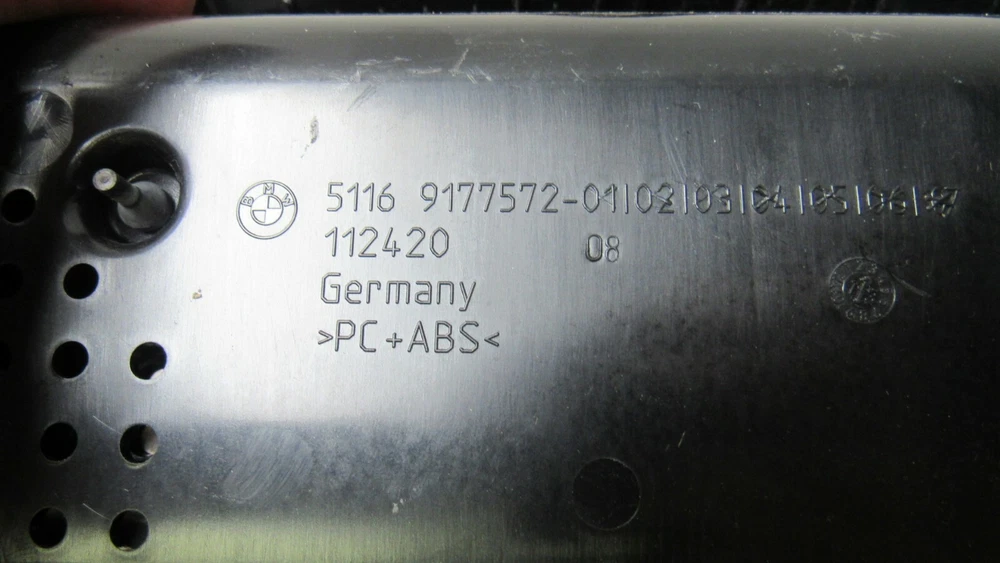 BMW
5116 9177572-01|02|03|04|05|06|07
112420 08
Germany
>PC+ABS<